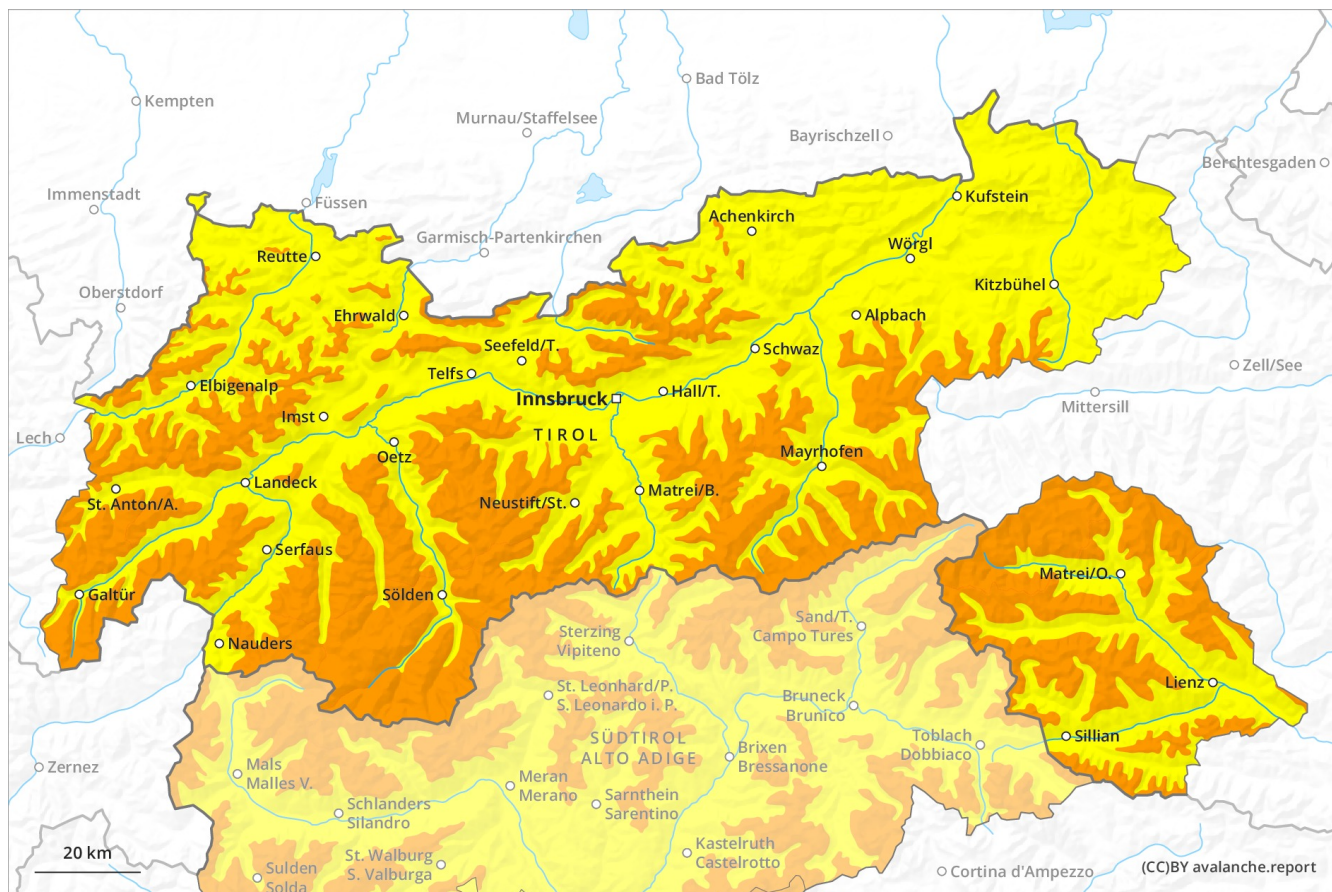 Kempten
Bad Tölz
Murnau/Staffelsee
Bayrischzell
Berchtesgaden
Immenstadt
Füssen
Kufstein
Achenkirch
Garmisch-Partenkirchen
Wörgl
Reutte
Kitzbühel
Oberstdorf
Ehrwald
Alpbach
Seefeld/T.
Schwaz
Zell/See
Telfs
Elbigenalp
Hall/T.
Innsbruck
Mittersill
Imst
Lech
TIROL
Mayrhofen
Oetz
Landeck
Matrei/B.
St. Anton/A.
Neustift/St.
Serfaus
Matrei/O.
Galtür
Sölden
Sand/T.
Campo Tures
Sterzing
Vipiteno
Nauders
Lienz
St. Leonhard/P.
S. Leonardo i. P.
Bruneck
Brunico
Sillian
SÜDTIROL
ALTO ADIGE
Toblach
Dobbiaco
Brixen
Bressanone
Zernez
Mals
Malles V.
Meran
Merano
Sarnthein
Sarentino
Schlanders
Silandro
Kastelruth
Castelrotto
20 km
St. Walburg
S. Valburga
Sulden
Solda
Cortina d'Ampezzo
(CC)BY avalanche.report